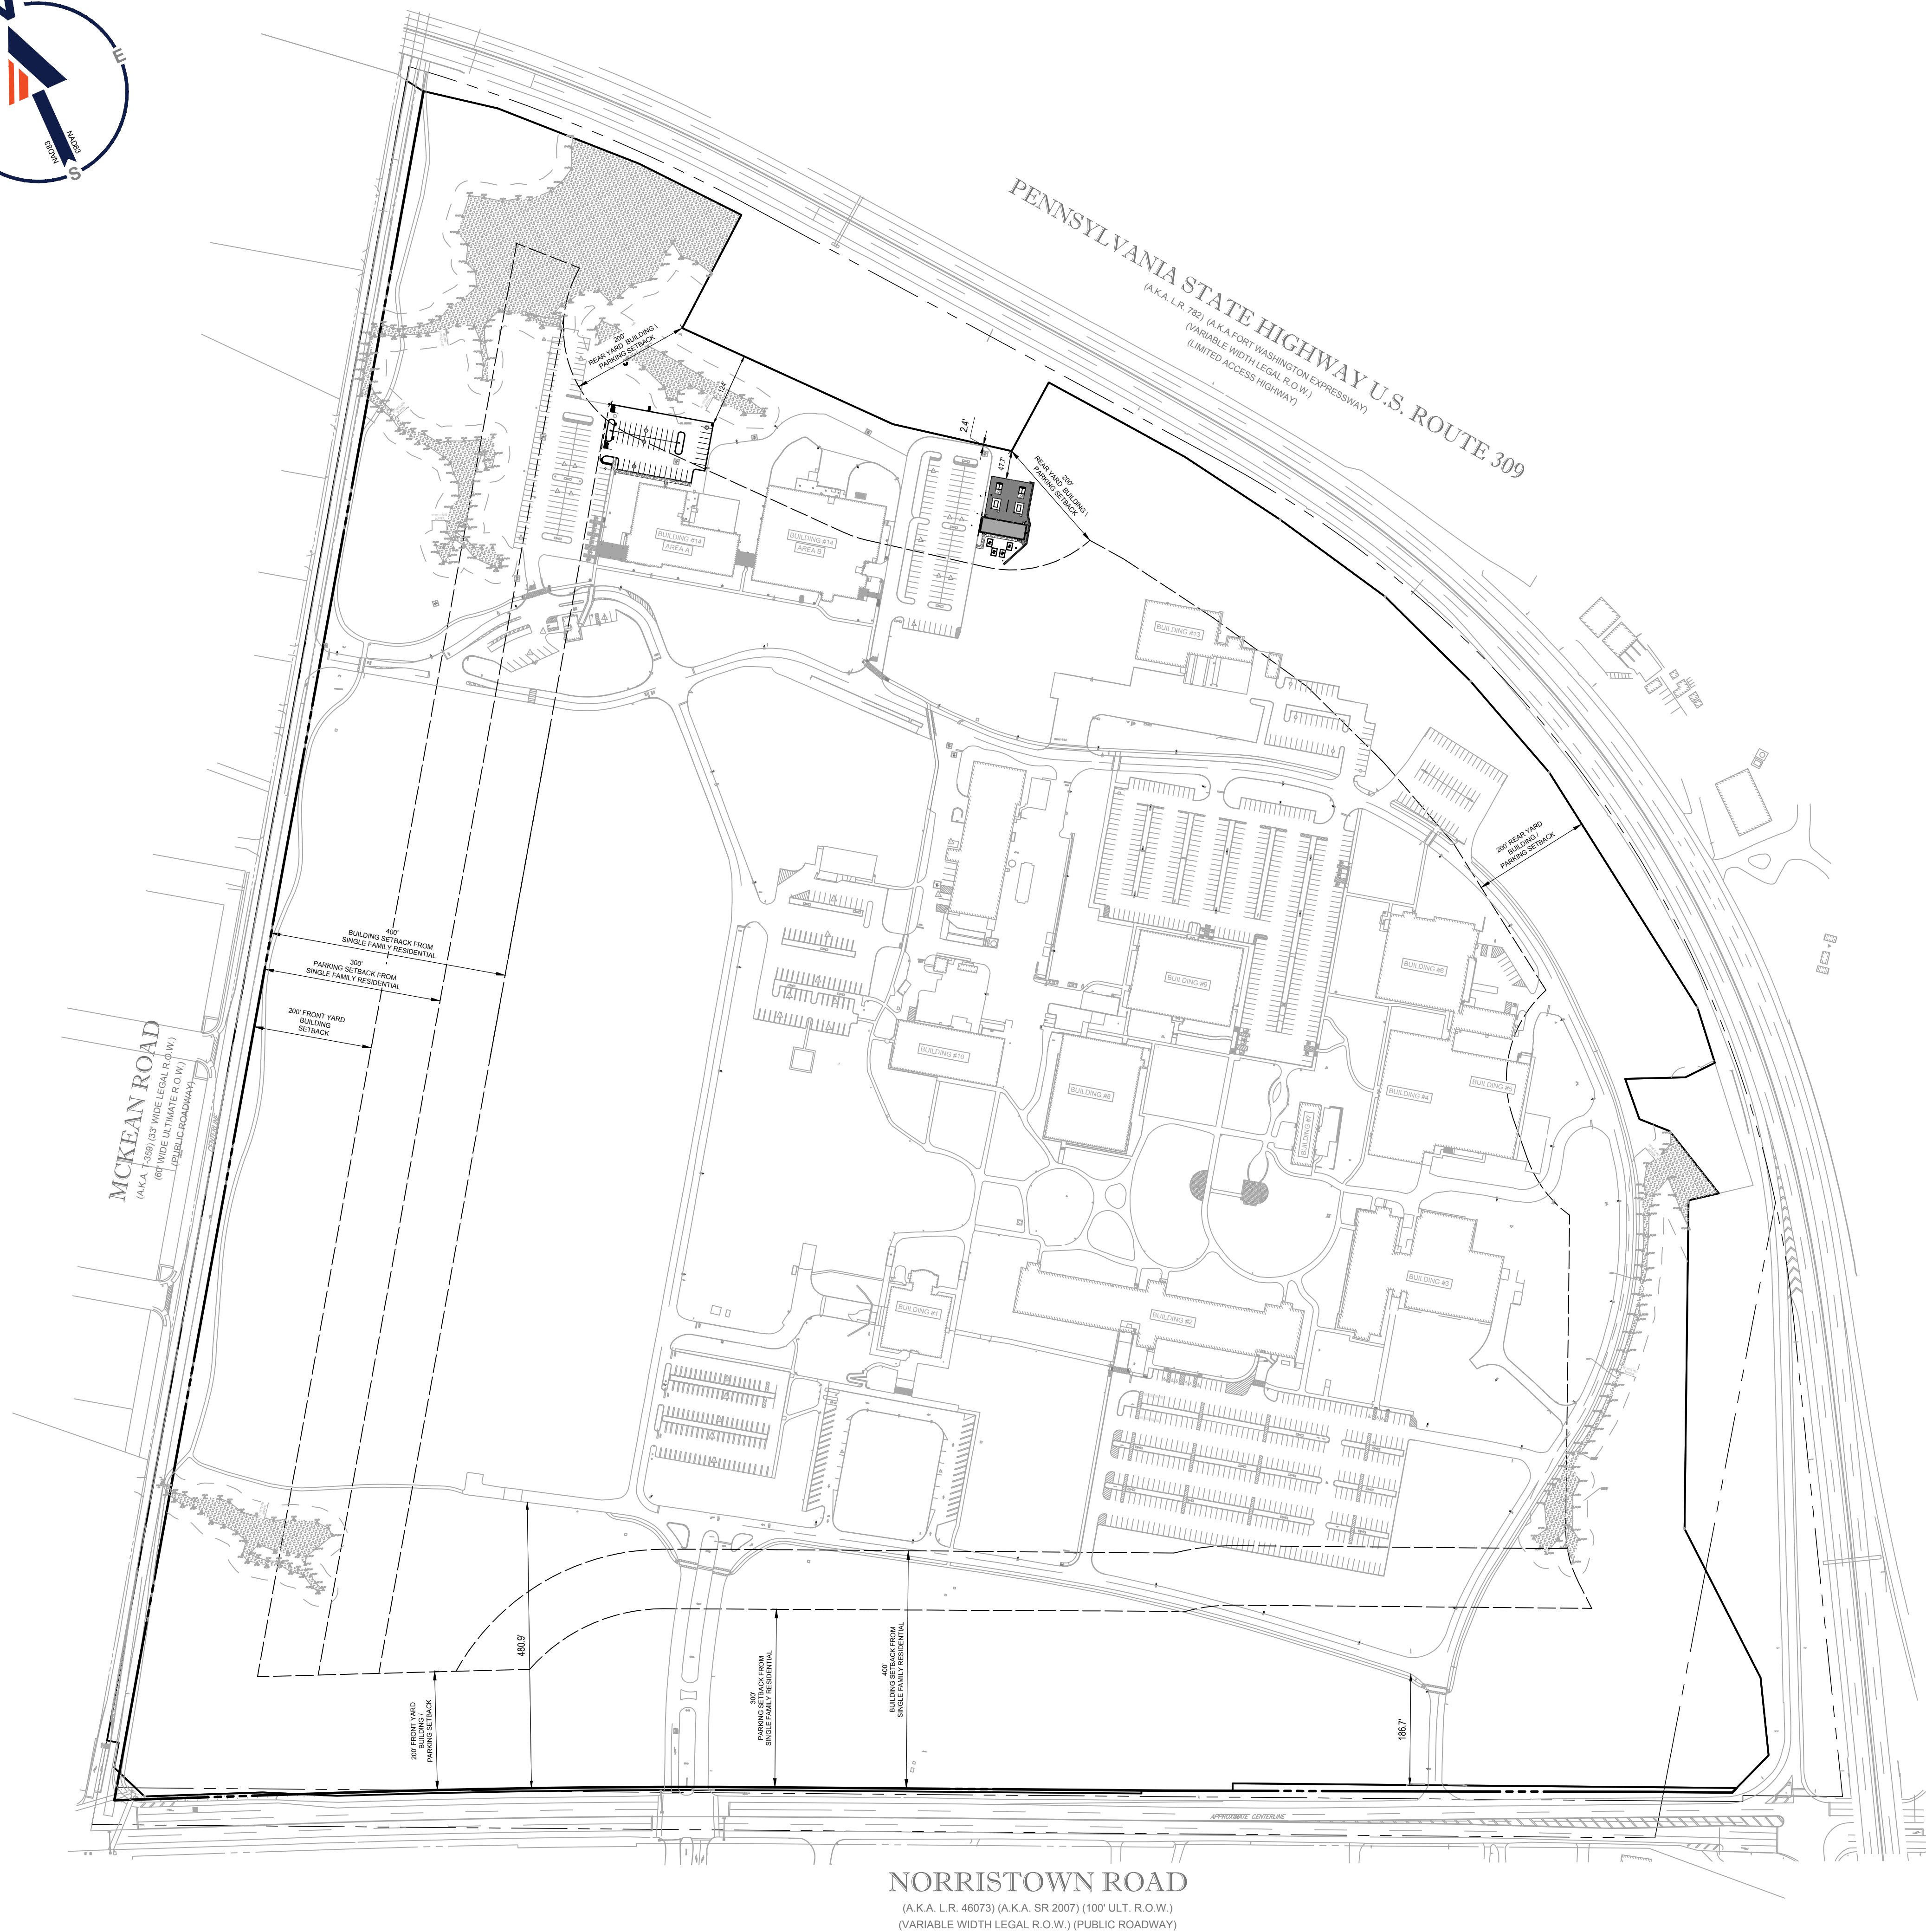 E
NAD83
NAD83
S
PENNSYLVANIA STATE HIGHWAY U.S. ROUTE 309
(A.K.A. L.R. 782) (A.K.A. FORT WASHINGTON EXPRESSWAY)
(VARIABLE WIDTH LEGAL R.O.W.)
(LIMITED ACCESS HIGHWAY)
200'
REAR YARD BUILDING \
PARKING SETBACK
124'
2.4'
47.7'
200'
REAR YARD BUILDING \
PARKING SETBACK
BUILDING #14
AREA A
BUILDING #14
AREA B
BUILDING #13
200' REAR YARD
BUILDING /
PARKING SETBACK
400'
BUILDING SETBACK FROM
SINGLE FAMILY RESIDENTIAL
300'
PARKING SETBACK FROM
SINGLE FAMILY RESIDENTIAL
200' FRONT YARD
BUILDING
SETBACK
MCKEAN ROAD
(A.K.A. T-359) (33' WIDE LEGAL R.O.W.)
(60' WIDE ULTIMATE R.O.W.)
(PUBLIC ROADWAY)
CENTERLINE
BUILDING #9
BUILDING #6
BUILDING #10
BUILDING #8
BUILDING #7
BUILDING #4
BUILDING #5
BUILDING #1
BUILDING #2
BUILDING #3
480.9'
200' FRONT YARD
BUILDING /
PARKING SETBACK
300'
PARKING SETBACK FROM
SINGLE FAMILY RESIDENTIAL
400'
BUILDING SETBACK FROM
SINGLE FAMILY RESIDENTIAL
186.7'
APPROXIMATE CENTERLINE
NORRISTOWN ROAD
(A.K.A. L.R. 46073) (A.K.A. SR 2007) (100' ULT. R.O.W.)
(VARIABLE WIDTH LEGAL R.O.W.) (PUBLIC ROADWAY)